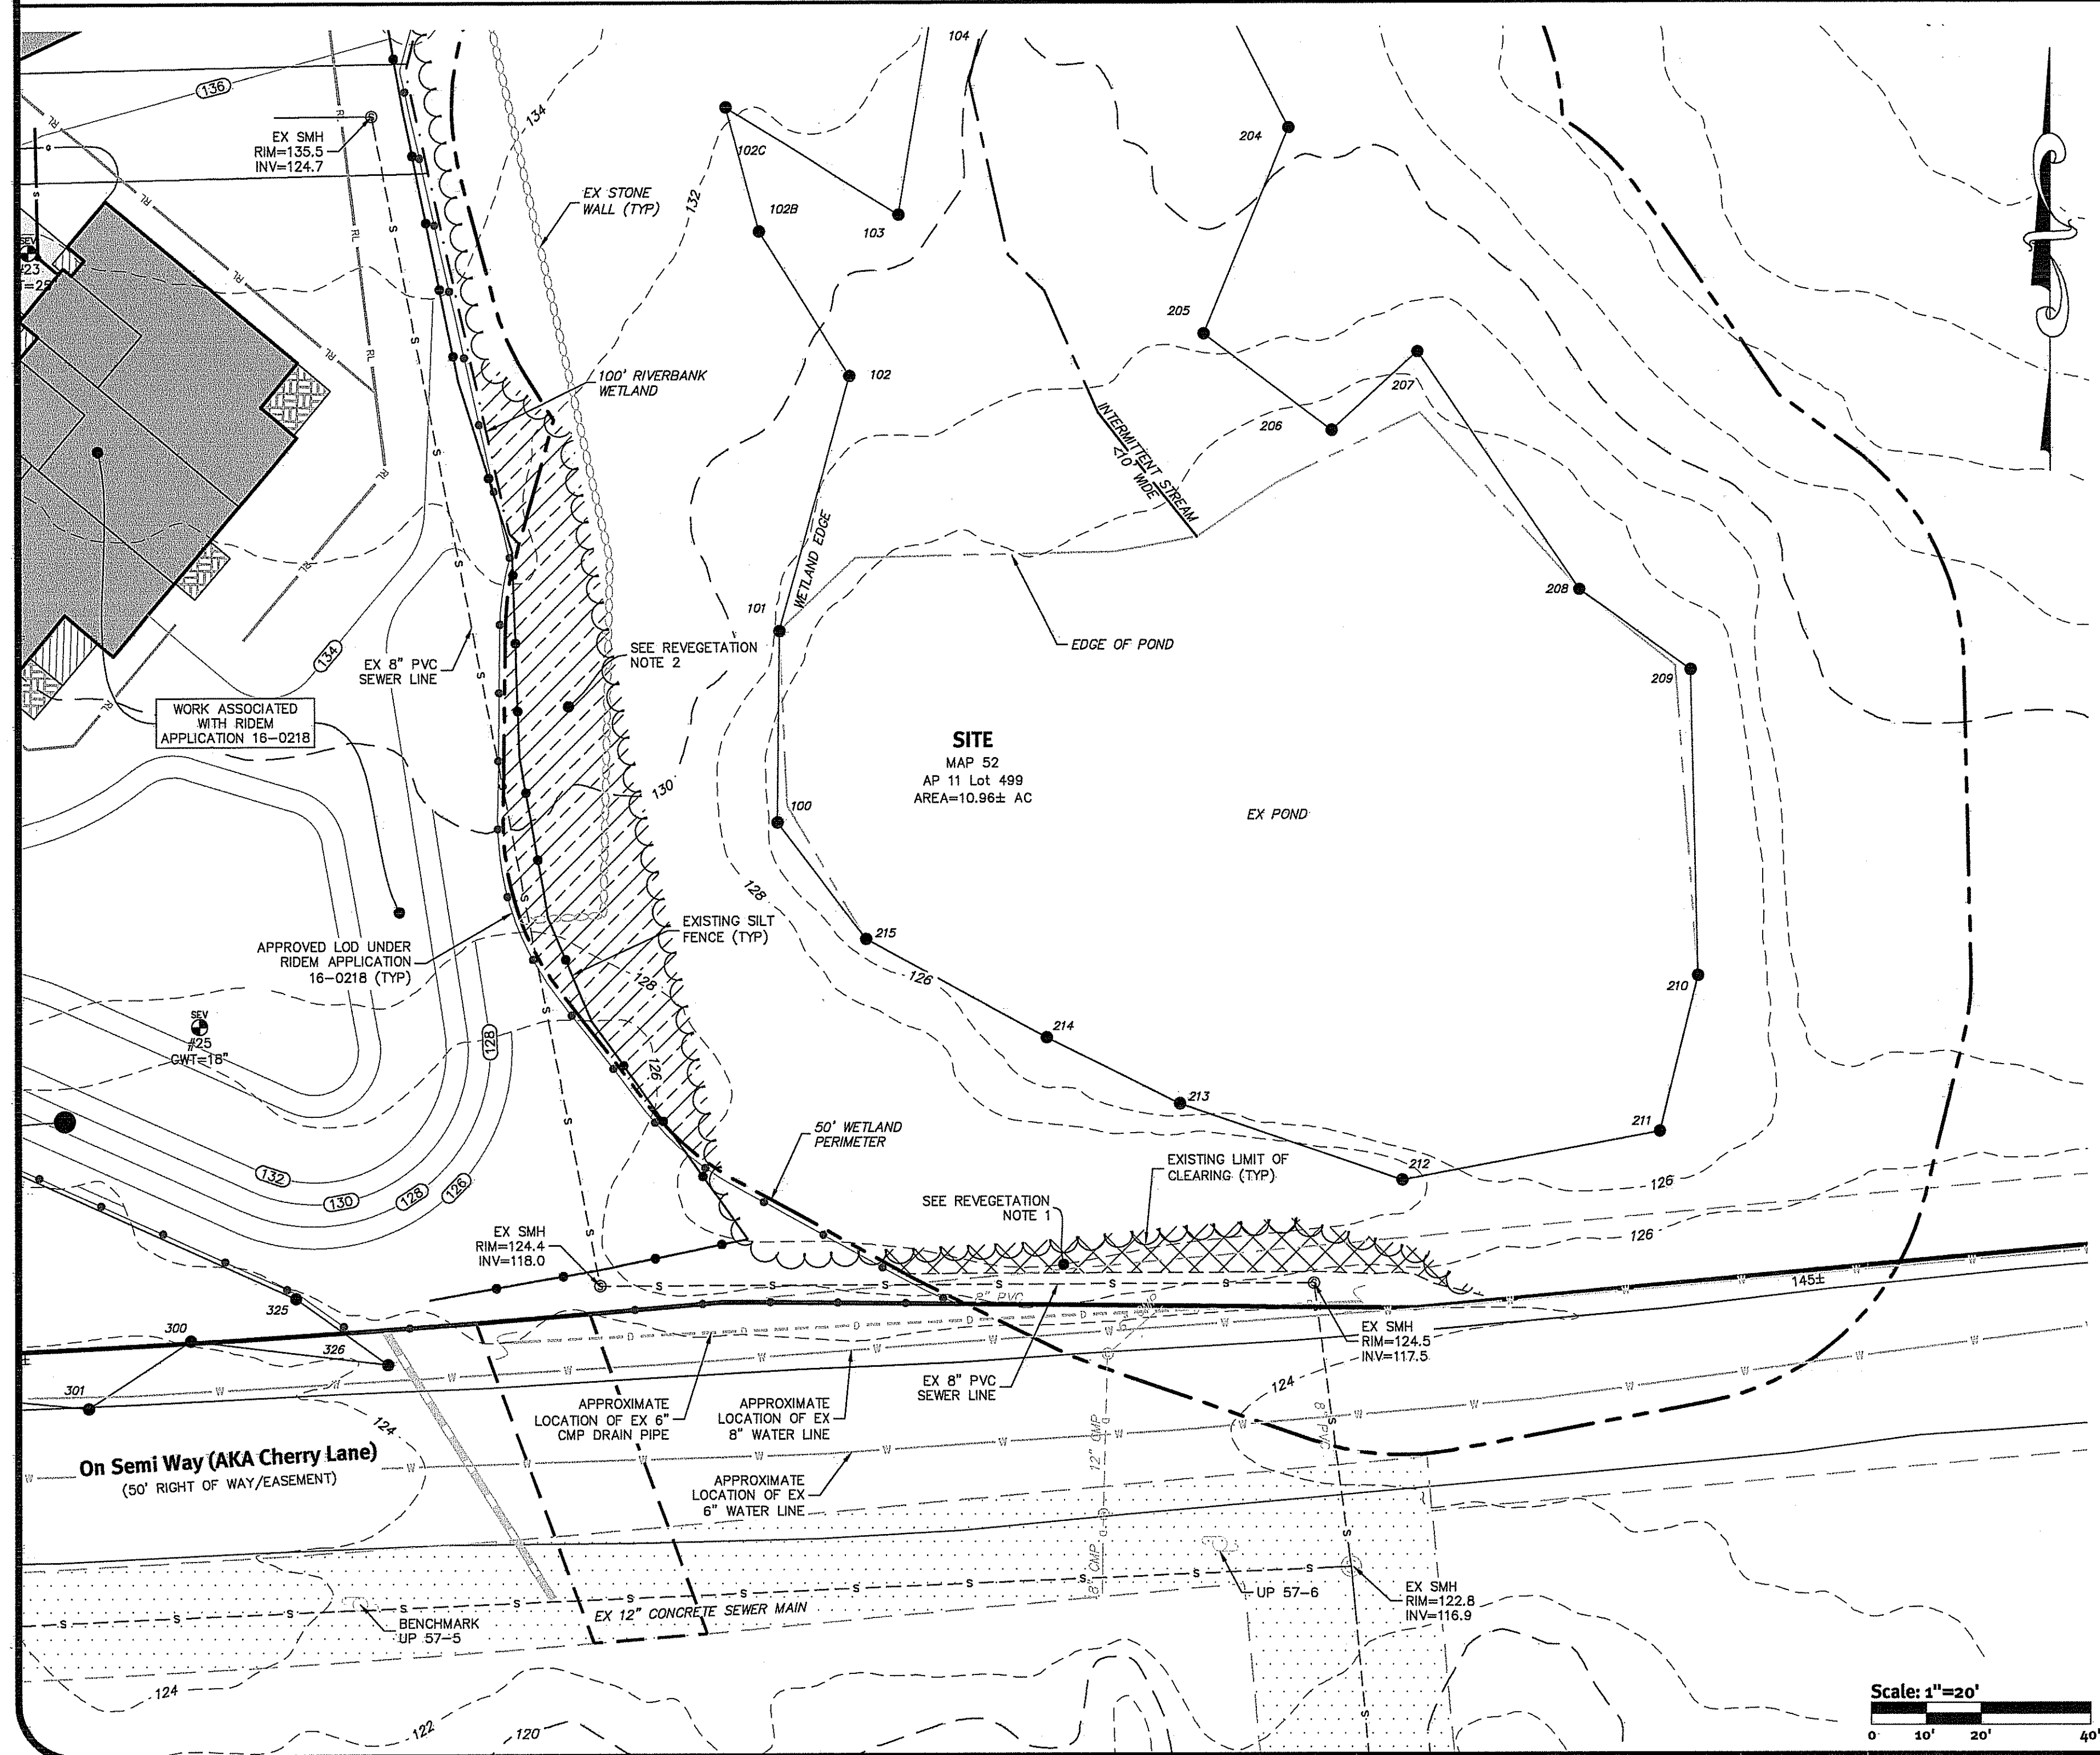 104
136
134
EX SMH
RIM=135.5
INV=124.7
102C
204
EX STONE
WALL (TYP)
132
102B
103
SEV
#23
205
100' RIVERBANK
WETLAND
102
207
206
INTERMITTENT STREAM
<10' WIDE
WETLAND EDGE
101
208
EDGE OF POND
SEE REVEGETATION
NOTE 2
134
EX 8" PVC
SEWER LINE
209
WORK ASSOCIATED
WITH RIDEM
APPLICATION 16-0218
SITE
MAP 52
AP 11 Lot 499
AREA=10.96± AC
130
100
EX POND
128
215
EXISTING SILT
FENCE (TYP)
APPROVED LOD UNDER
RIDEM APPLICATION
16-0218 (TYP)
126
128
210
SEV
#25
GWT=18"
128
214
126
213
211
50' WETLAND
PERIMETER
212
EXISTING LIMIT OF
CLEARING (TYP)
126
132
130
128
126
SEE REVEGETATION
NOTE 1
126
EX SMH
RIM=124.4
INV=118.0
145±
8" PVC
325
300
326
EX SMH
RIM=124.5
INV=117.5
301
EX 8" PVC
SEWER LINE
124
APPROXIMATE
LOCATION OF EX 6"
CMP DRAIN PIPE
APPROXIMATE
LOCATION OF EX
8" WATER LINE
124
12" CMP
8" PVC
On Semi Way (AKA Cherry Lane)
(50' RIGHT OF WAY/EASEMENT)
APPROXIMATE
LOCATION OF EX
6" WATER LINE
8" CMP
UP 57-6
EX SMH
RIM=122.8
INV=116.9
EX 12" CONCRETE SEWER MAIN
BENCHMARK
UP 57-5
124
122
120
Scale: 1"=20'
0 10' 20' 40'